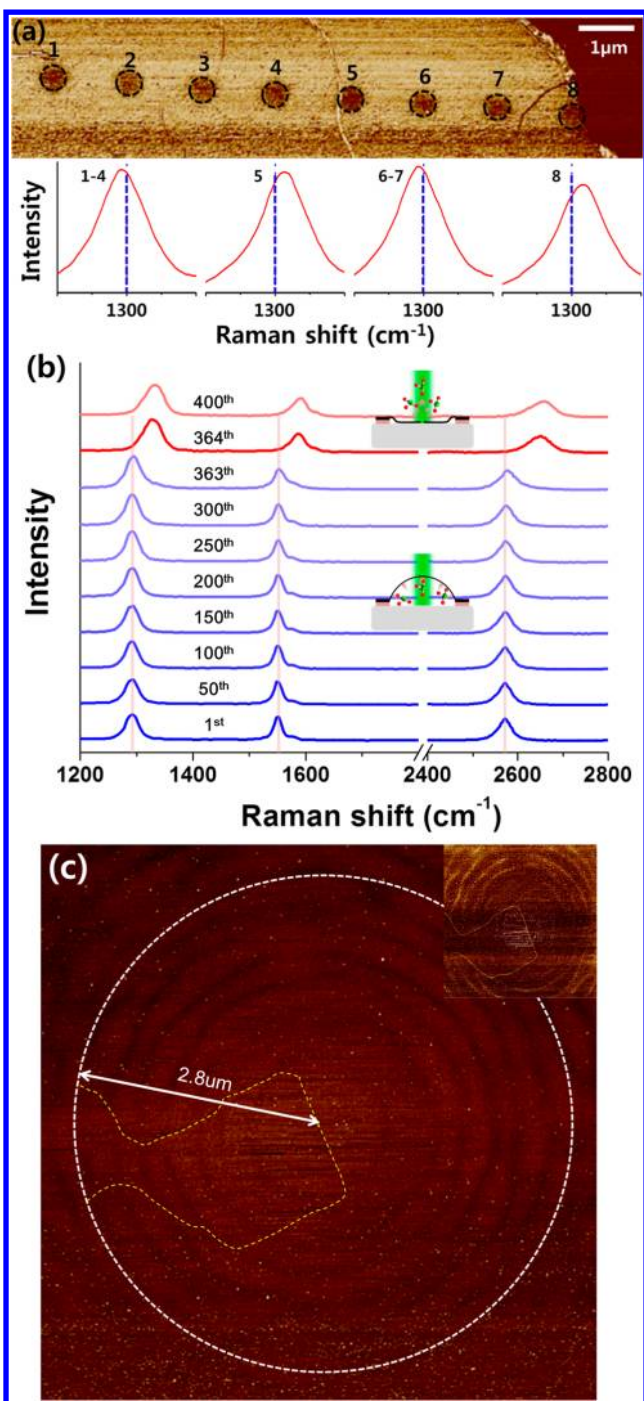 (a)
1 2 3 4 5 6 7 8
1μm
Intensity
1-4 5 6-7 8
1300 1300 1300 1300
Raman shift (cm⁻¹)
(b)
400th
364th
363th
300th
250th
200th
150th
100th
50th
1st
Intensity
1200 1400 1600 2400 2600 2800
Raman shift (cm⁻¹)
(c)
2.8um